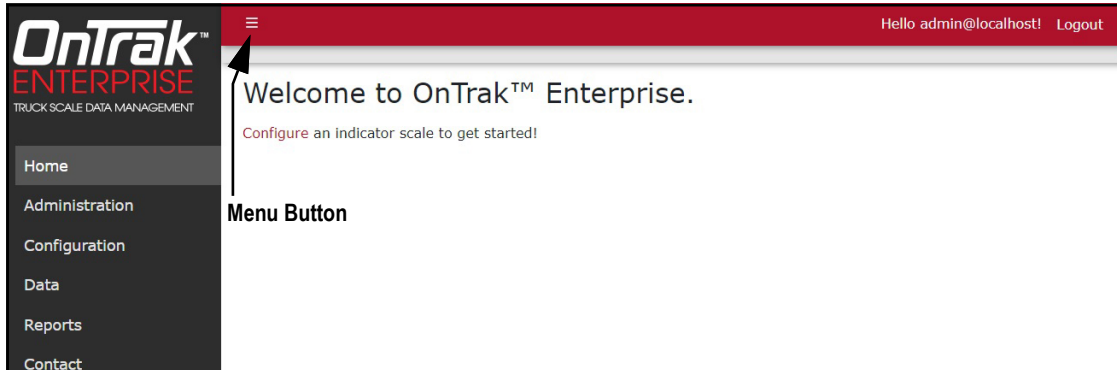 OnTrak™
ENTERPRISE
TRUCK SCALE DATA MANAGEMENT
Home
Administration
Configuration
Data
Reports
Contact
Hello admin@localhost! Logout
Welcome to OnTrak™ Enterprise.
Configure an indicator scale to get started!
Menu Button